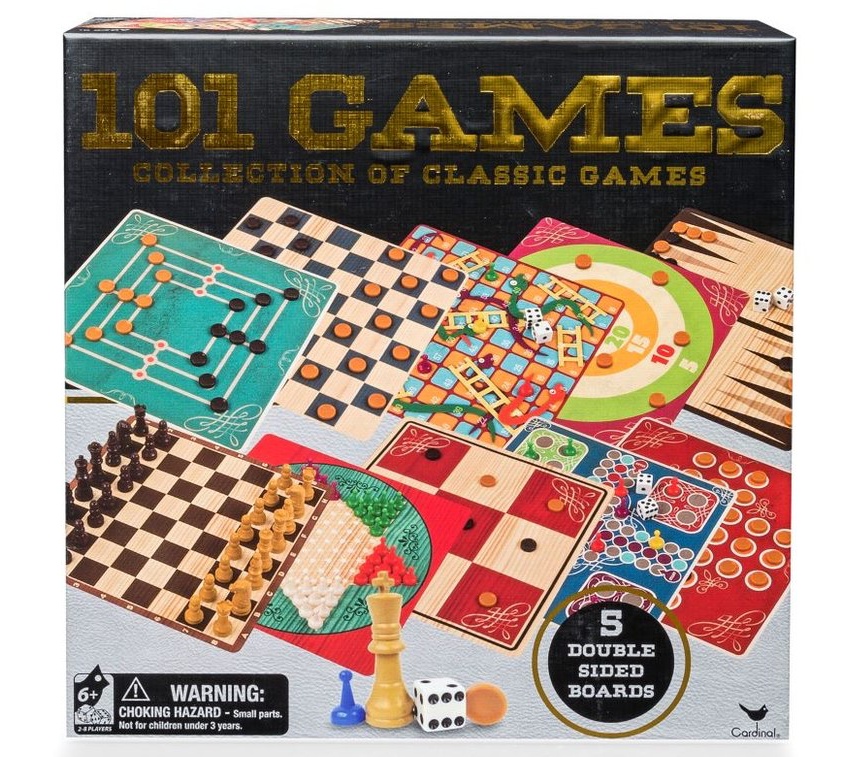 101 GAMES
COLLECTION OF CLASSIC GAMES
20
15
10
5
5
DOUBLE
SIDED
BOARDS
6+
2-8 PLAYERS
WARNING:
CHOKING HAZARD - Small parts.
Not for children under 3 years.
Cardinal®